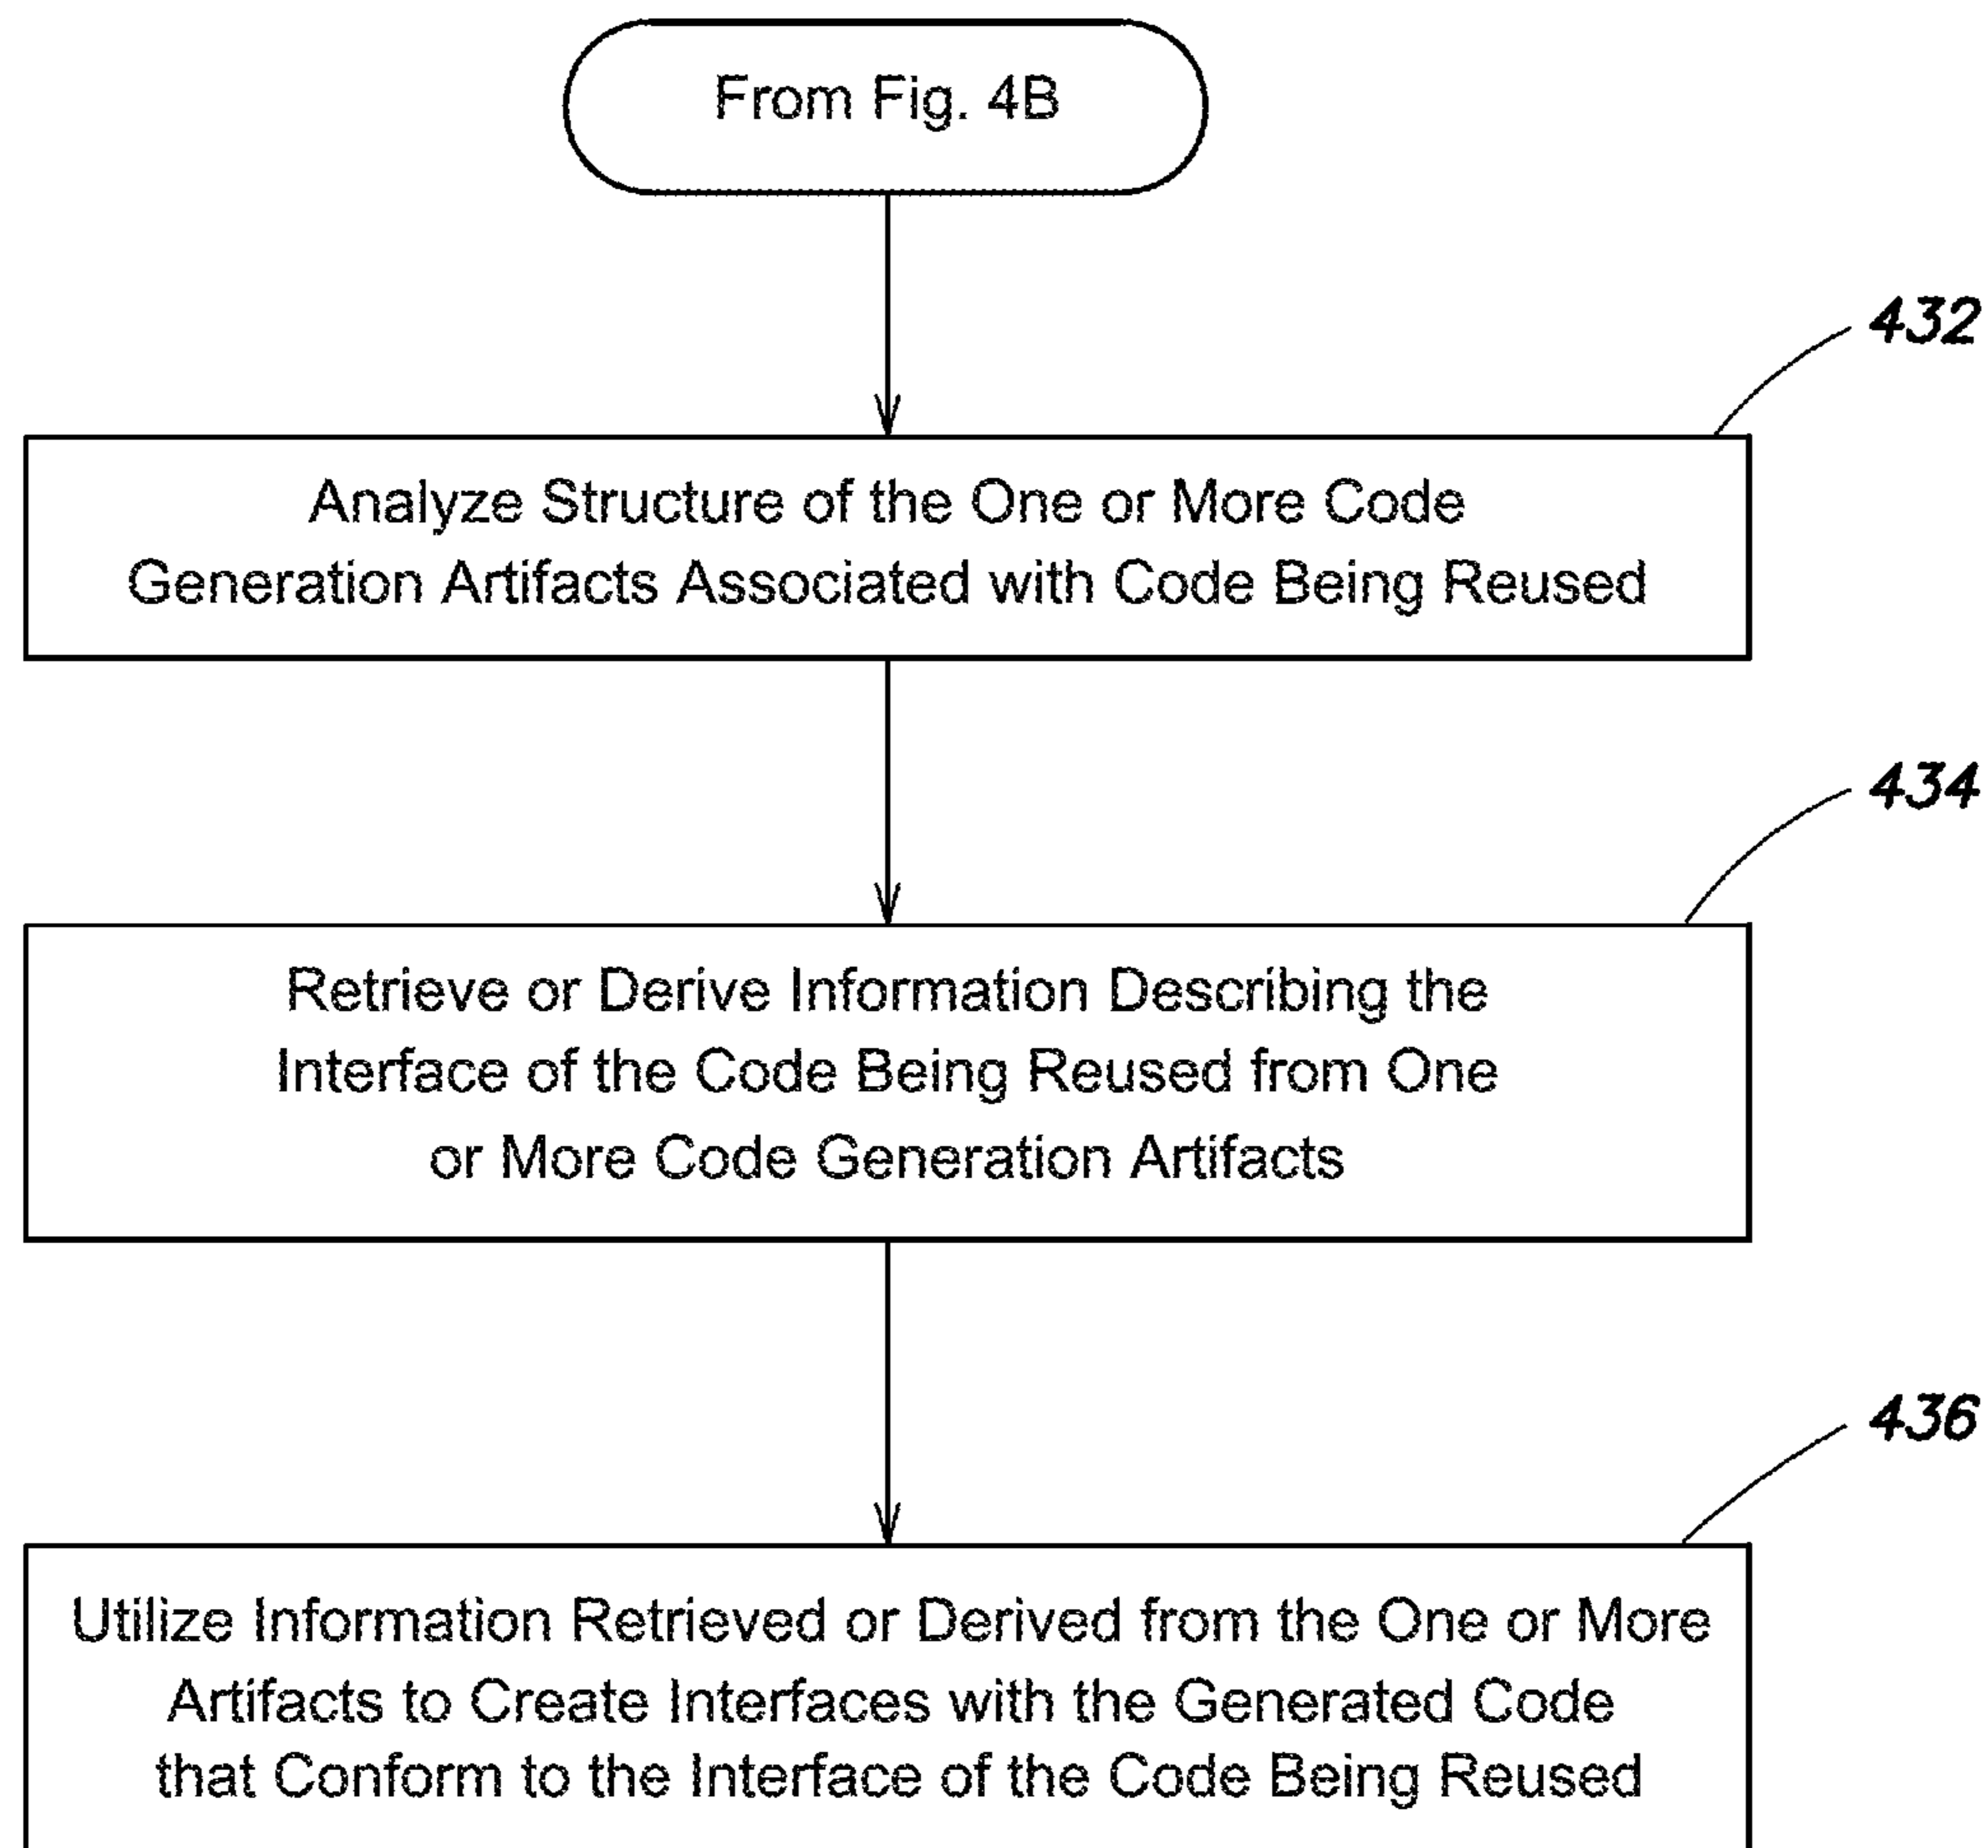 From Fig. 4B
432
Analyze Structure of the One or More Code
Generation Artifacts Associated with Code Being Reused
434
Retrieve or Derive Information Describing the
Interface of the Code Being Reused from One
or More Code Generation Artifacts
436
Utilize Information Retrieved or Derived from the One or More
Artifacts to Create Interfaces with the Generated Code
that Conform to the Interface of the Code Being Reused